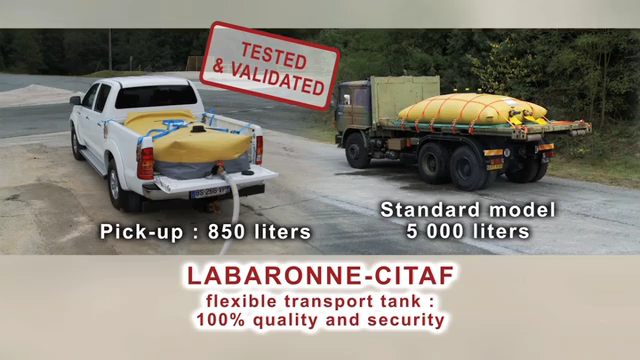 TESTED
& VALIDATED
Pick-up : 850 liters
Standard model
5 000 liters
LABARONNE-CITAF
flexible transport tank :
100% quality and security